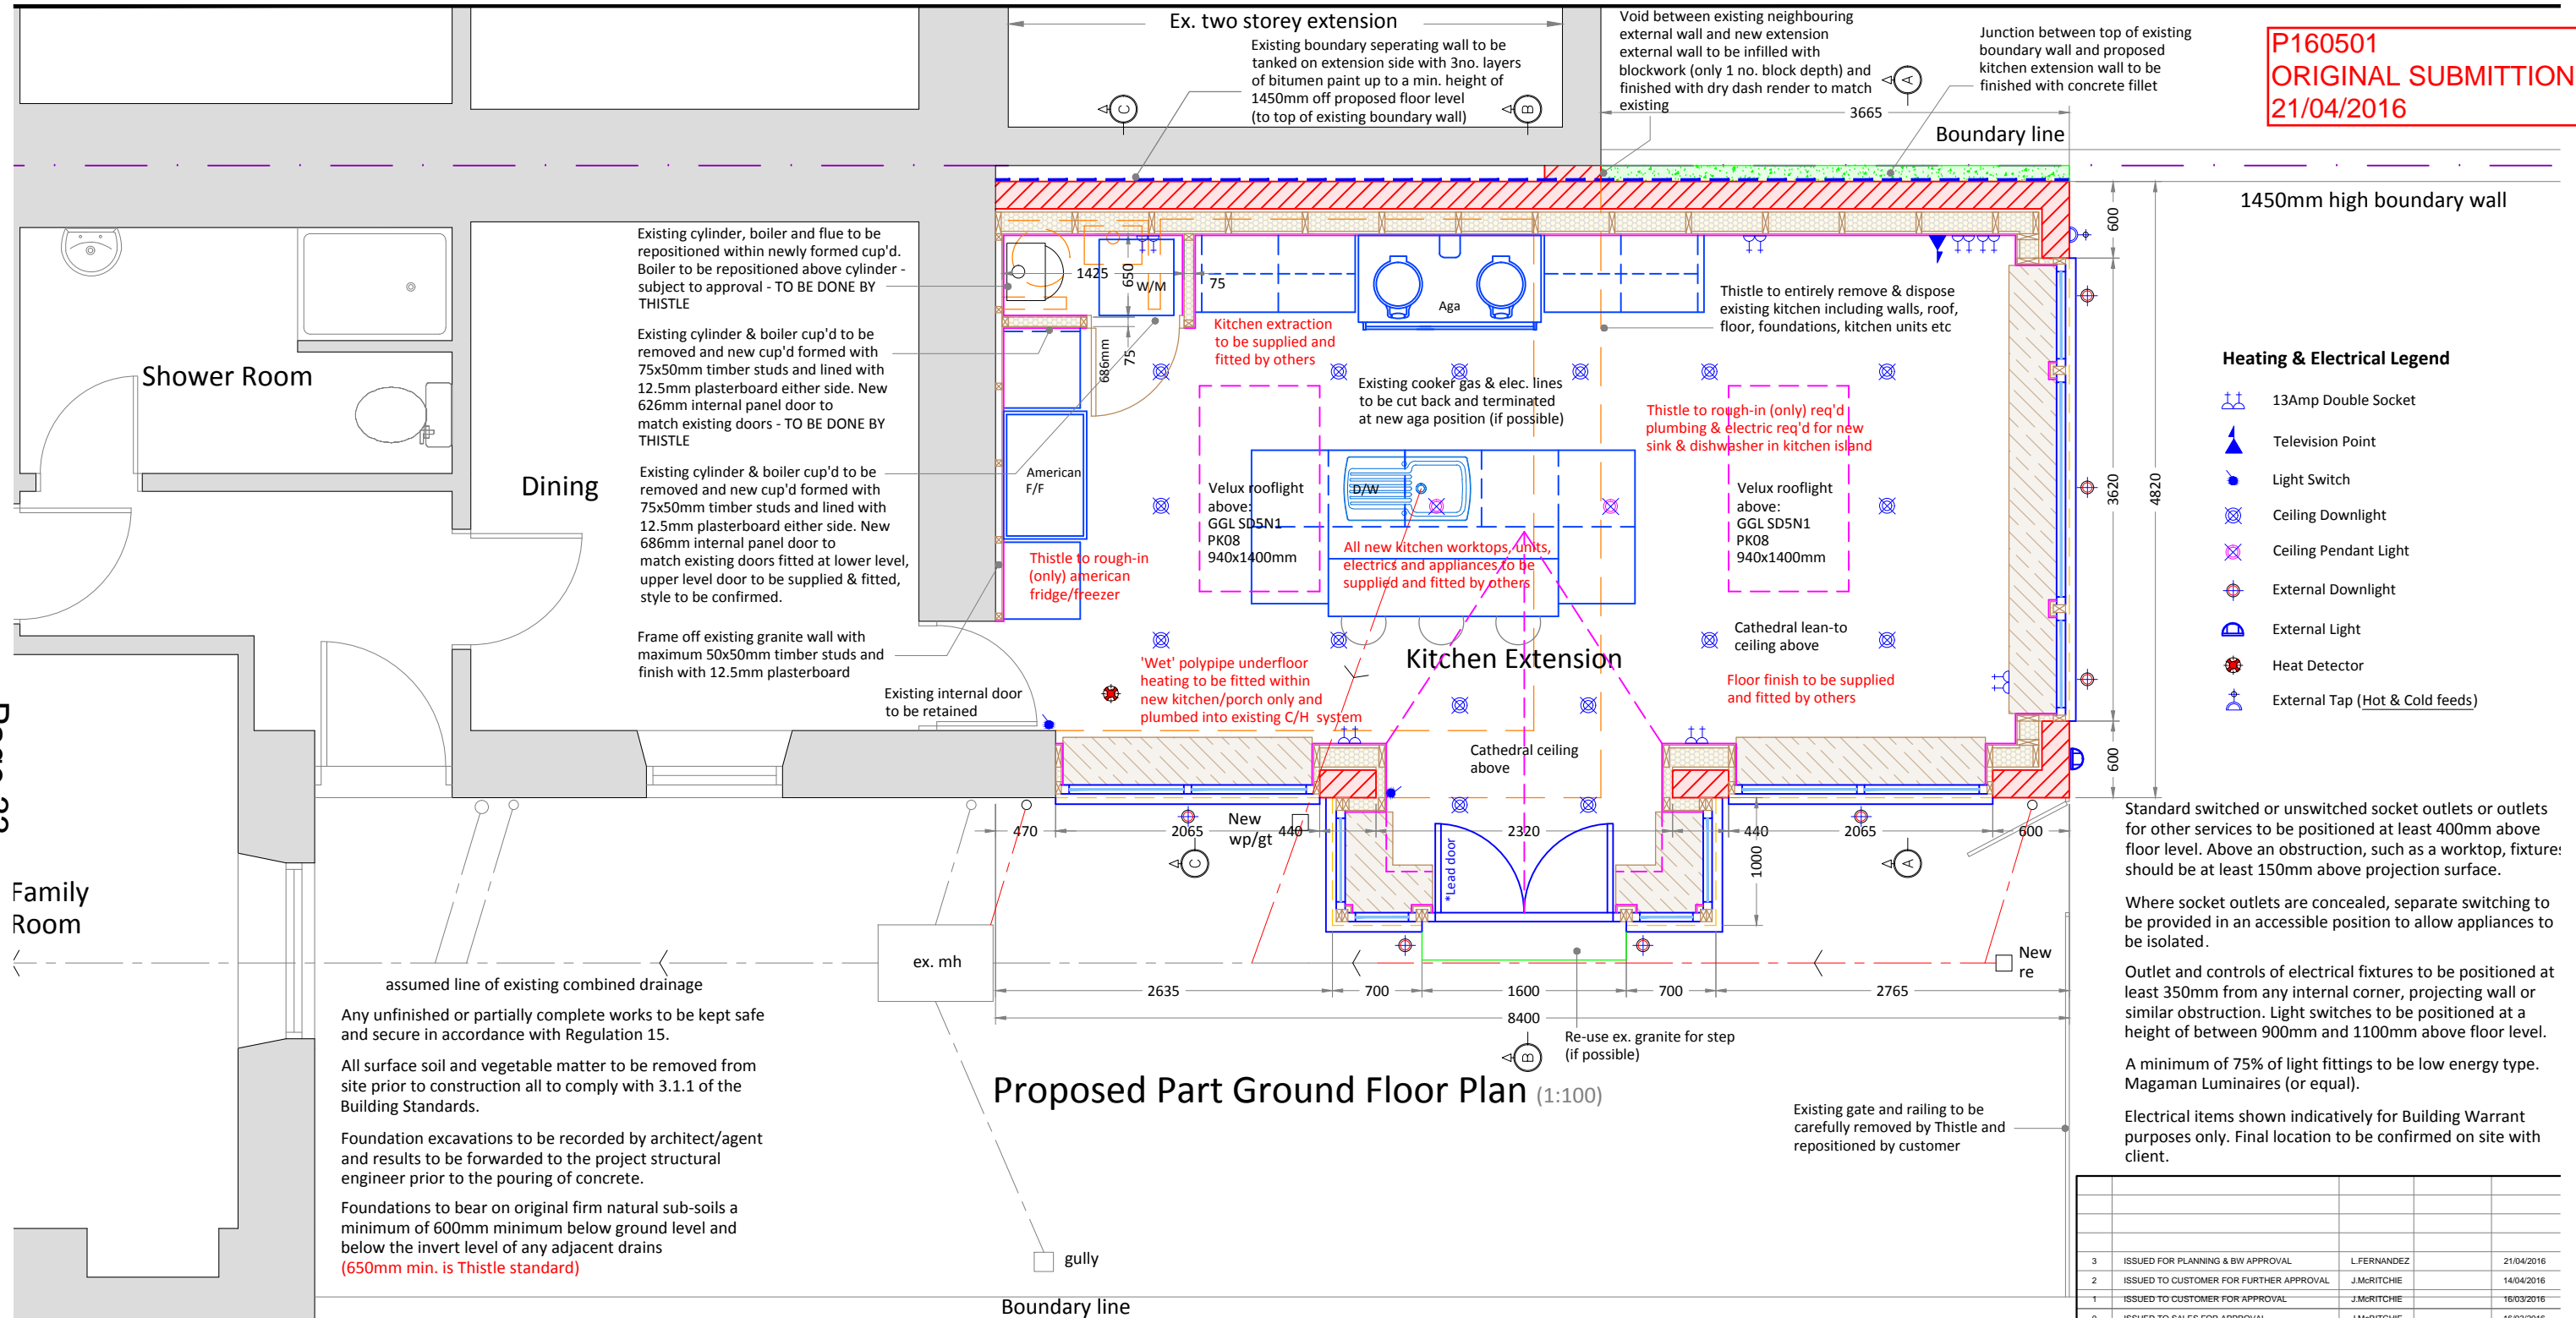 Ex. two storey extension
Existing boundary seperating wall to be
tanked on extension side with 3no. layers
of bitumen paint up to a min. height of
1450mm off proposed floor level
(to top of existing boundary wall)
Void between existing neighbouring
external wall and new extension
external wall to be infilled with
blockwork (only 1 no. block depth) and
finished with dry dash render to match
existing
Junction between top of existing
boundary wall and proposed
kitchen extension wall to be
finished with concrete fillet
P160501
ORIGINAL SUBMITTION
21/04/2016
C
B
A
3665
Boundary line
1450mm high boundary wall
Existing cylinder, boiler and flue to be
repositioned within newly formed cup'd.
Boiler to be repositioned above cylinder -
subject to approval - TO BE DONE BY
THISTLE
Existing cylinder & boiler cup'd to be
removed and new cup'd formed with
75x50mm timber studs and lined with
12.5mm plasterboard either side. New
626mm internal panel door to
match existing doors - TO BE DONE BY
THISTLE
Existing cylinder & boiler cup'd to be
removed and new cup'd formed with
75x50mm timber studs and lined with
12.5mm plasterboard either side. New
686mm internal panel door to
match existing doors fitted at lower level,
upper level door to be supplied & fitted,
style to be confirmed.
Frame off existing granite wall with
maximum 50x50mm timber studs and
finish with 12.5mm plasterboard
Existing internal door
to be retained
Shower Room
Dining
Family
Room
1425
650
W/M
75
75
686mm
Aga
Kitchen extraction
to be supplied and
fitted by others
Thistle to entirely remove & dispose
existing kitchen including walls, roof,
floor, foundations, kitchen units etc
Existing cooker gas & elec. lines
to be cut back and terminated
at new aga position (if possible)
Thistle to rough-in (only) req'd
plumbing & electric req'd for new
sink & dishwasher in kitchen island
American
F/F
Velux rooflight
above:
GGL SD5N1
PK08
940x1400mm
D/W
Velux rooflight
above:
GGL SD5N1
PK08
940x1400mm
Thistle to rough-in
(only) american
fridge/freezer
All new kitchen worktops, units,
electrics and appliances to be
supplied and fitted by others
Cathedral lean-to
ceiling above
Kitchen Extension
'Wet' polypipe underfloor
heating to be fitted within
new kitchen/porch only and
plumbed into existing C/H system
Floor finish to be supplied
and fitted by others
Cathedral ceiling
above
600
3620
4820
600
Heating & Electrical Legend
13Amp Double Socket
Television Point
Light Switch
Ceiling Downlight
Ceiling Pendant Light
External Downlight
External Light
Heat Detector
External Tap (Hot & Cold feeds)
470
2065
New
wp/gt
440
2320
440
2065
600
C
A
*Lead door
1000
ex. mh
New
re
2635
700
1600
700
2765
8400
B
Re-use ex. granite for step
(if possible)
assumed line of existing combined drainage
Any unfinished or partially complete works to be kept safe
and secure in accordance with Regulation 15.
All surface soil and vegetable matter to be removed from
site prior to construction all to comply with 3.1.1 of the
Building Standards.
Foundation excavations to be recorded by architect/agent
and results to be forwarded to the project structural
engineer prior to the pouring of concrete.
Foundations to bear on original firm natural sub-soils a
minimum of 600mm minimum below ground level and
below the invert level of any adjacent drains
(650mm min. is Thistle standard)
Proposed Part Ground Floor Plan (1:100)
gully
Boundary line
Existing gate and railing to be
carefully removed by Thistle and
repositioned by customer
Standard switched or unswitched socket outlets or outlets
for other services to be positioned at least 400mm above
floor level. Above an obstruction, such as a worktop, fixtures
should be at least 150mm above projection surface.
Where socket outlets are concealed, separate switching to
be provided in an accessible position to allow appliances to
be isolated.
Outlet and controls of electrical fixtures to be positioned at
least 350mm from any internal corner, projecting wall or
similar obstruction. Light switches to be positioned at a
height of between 900mm and 1100mm above floor level.
A minimum of 75% of light fittings to be low energy type.
Magaman Luminaires (or equal).
Electrical items shown indicatively for Building Warrant
purposes only. Final location to be confirmed on site with
client.
3 ISSUED FOR PLANNING & BW APPROVAL L.FERNANDEZ 21/04/2016
2 ISSUED TO CUSTOMER FOR FURTHER APPROVAL J.McRITCHIE 14/04/2016
1 ISSUED TO CUSTOMER FOR APPROVAL J.McRITCHIE 16/03/2016